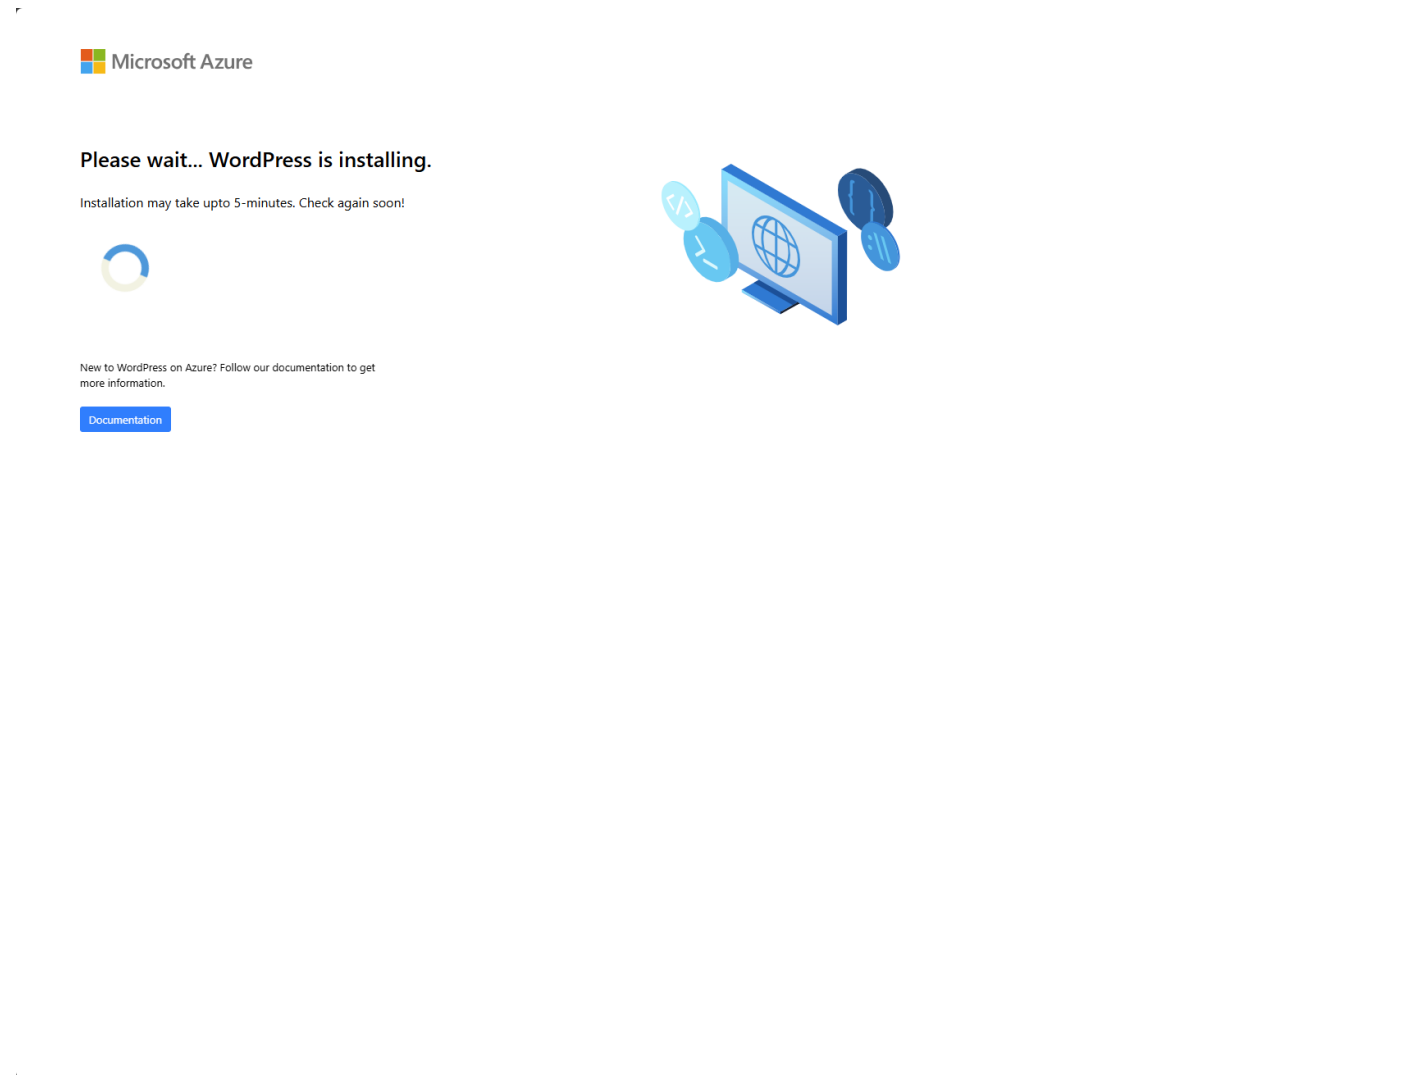 Microsoft Azure
Please wait... WordPress is installing.
Installation may take upto 5-minutes. Check again soon!
</>
{ }
>_
:\\
New to WordPress on Azure? Follow our documentation to get
more information.
Documentation